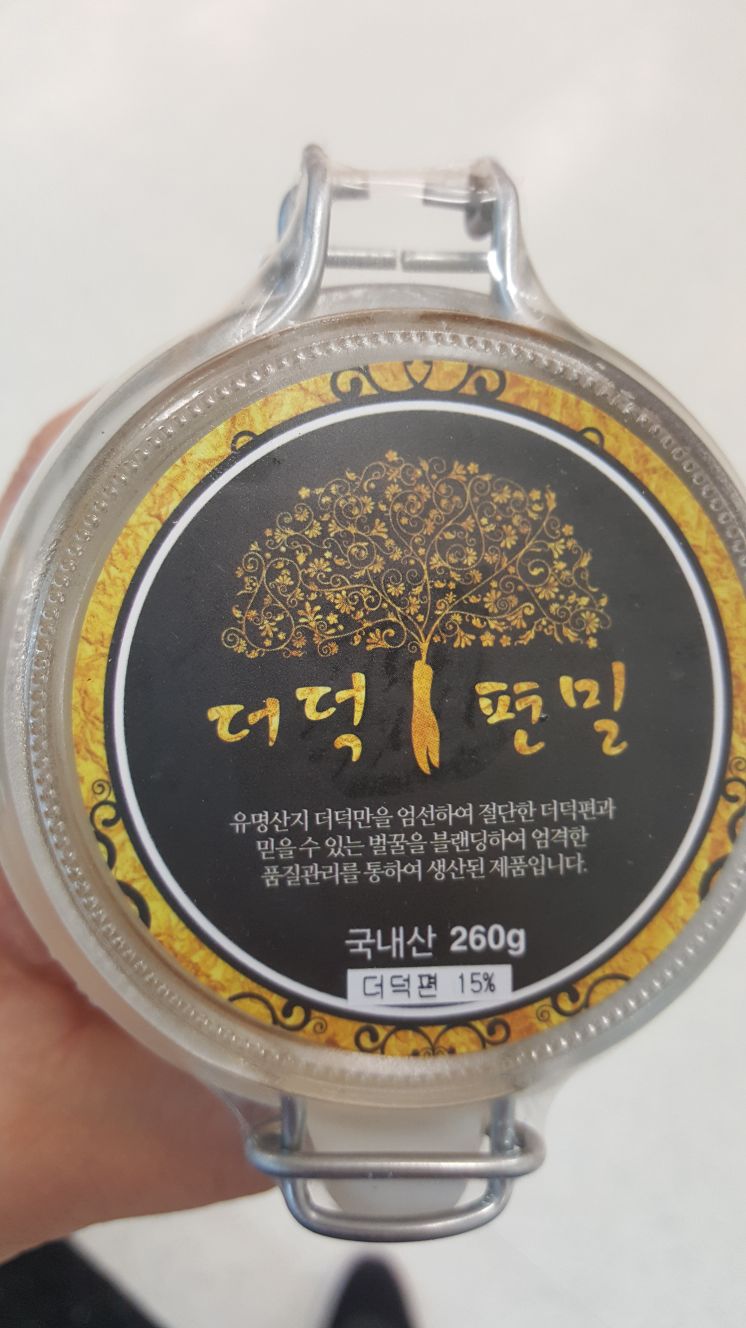 더덕 편밀
유명산지 더덕만을 엄선하여 절단한 더덕편과
믿을 수 있는 벌꿀을 블랜딩하여 엄격한
품질관리를 통하여 생산된 제품입니다.
국내산 260g
더덕편 15%